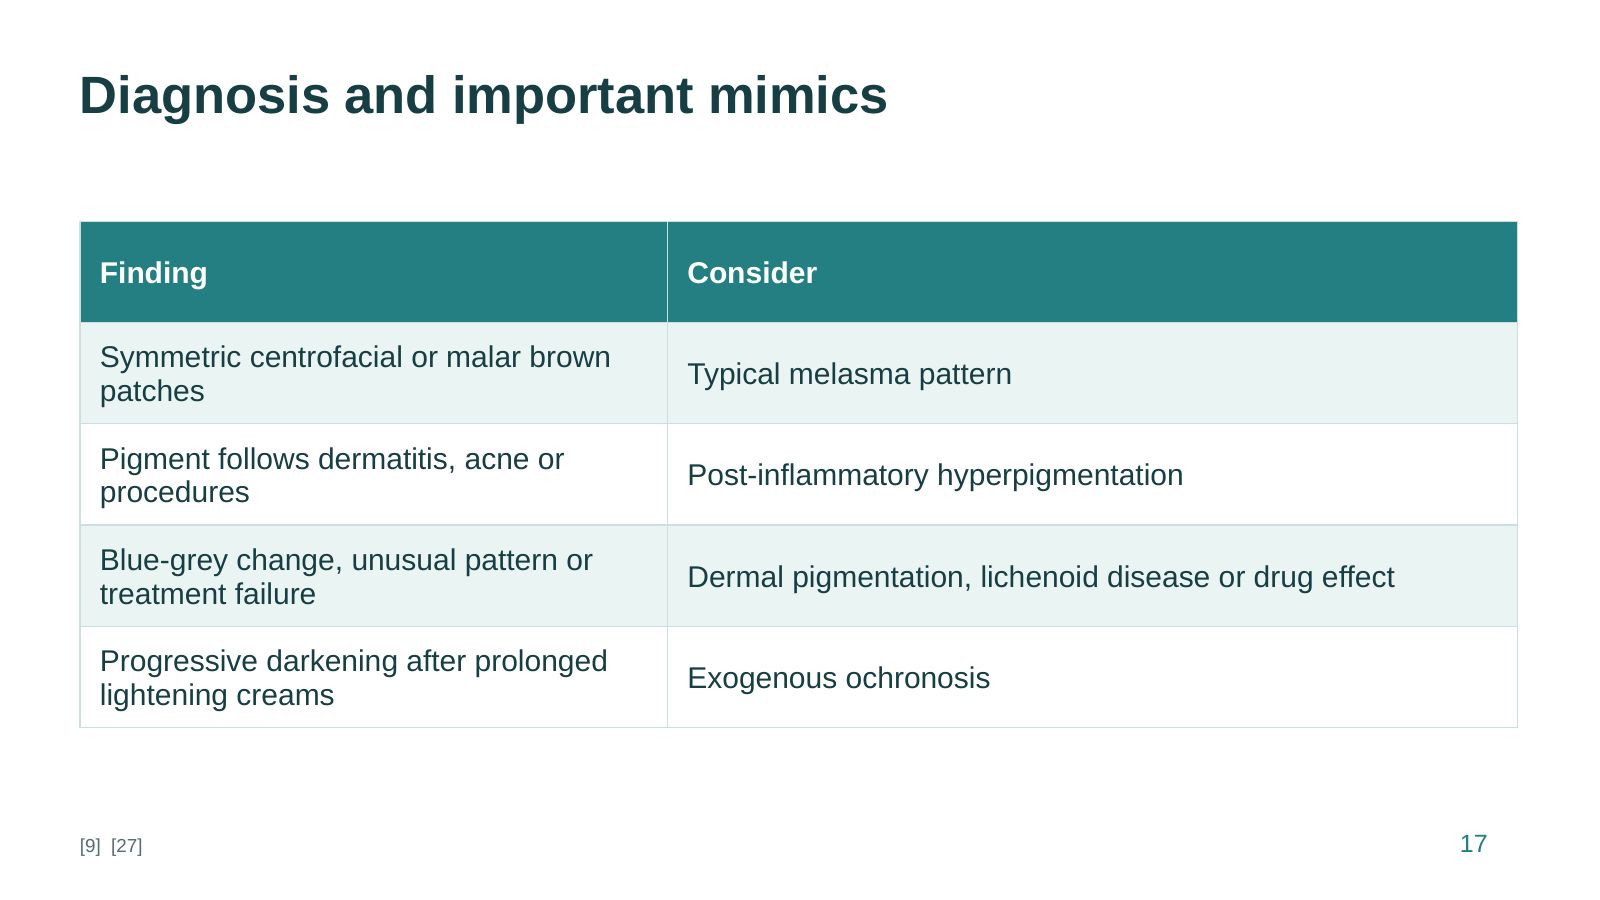 Diagnosis and important mimics
Finding
Consider
Symmetric centrofacial or malar brown
patches
Typical melasma pattern
Pigment follows dermatitis, acne or
procedures
Post-inflammatory hyperpigmentation
Blue-grey change, unusual pattern or
treatment failure
Dermal pigmentation, lichenoid disease or drug effect
Progressive darkening after prolonged
lightening creams
Exogenous ochronosis
[9] [27]
17